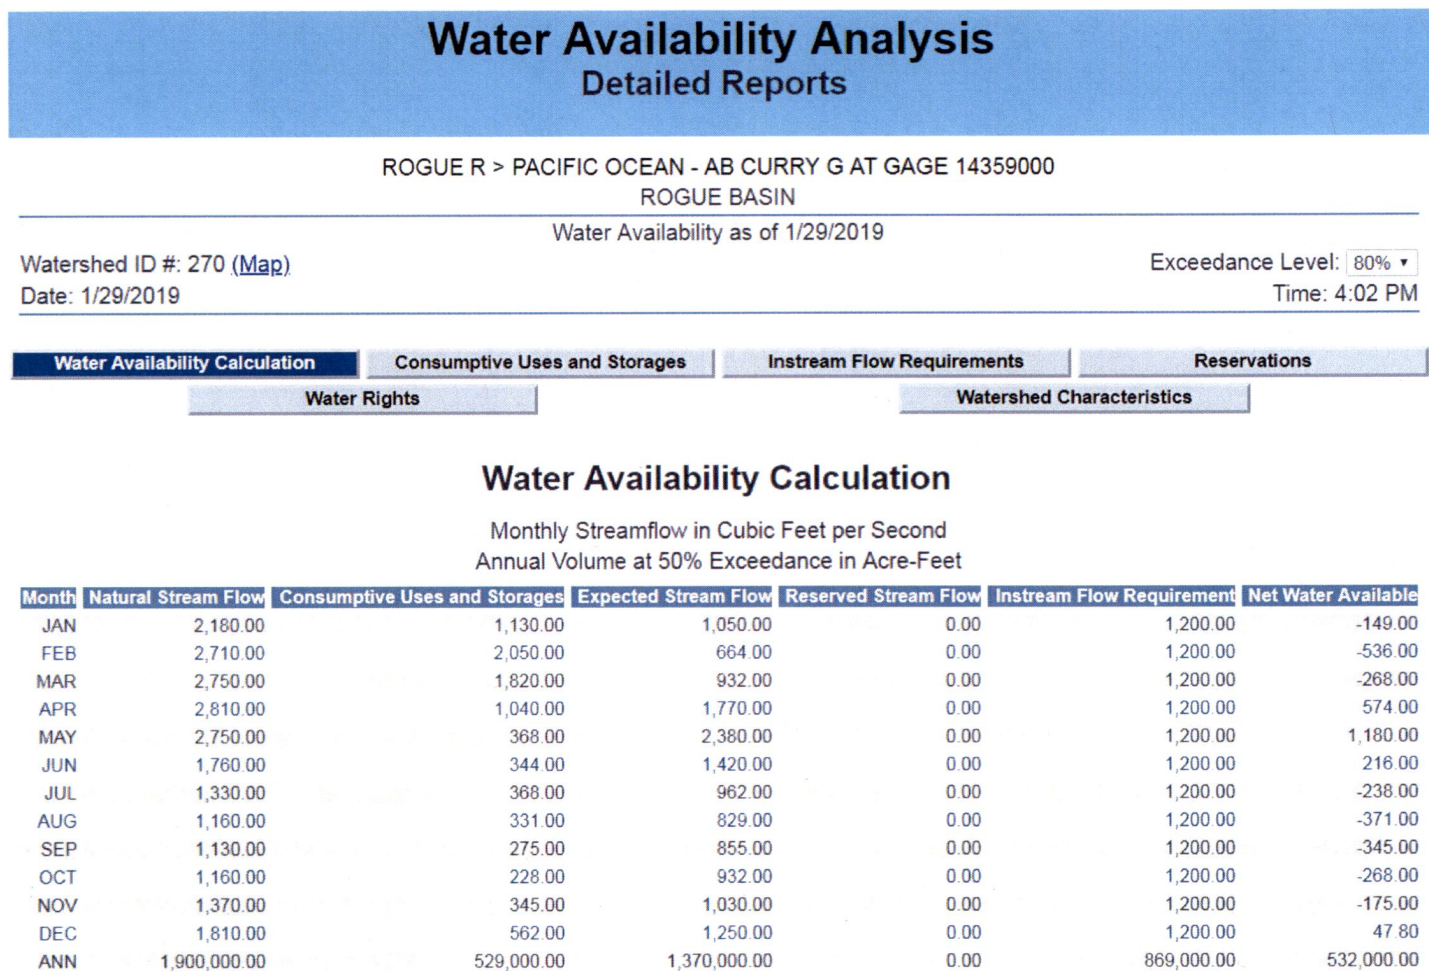 Water Availability Analysis
Detailed Reports
ROGUE R > PACIFIC OCEAN - AB CURRY G AT GAGE 14359000
ROGUE BASIN
Water Availability as of 1/29/2019
Watershed ID #: 270 (Map) Exceedance Level: 80%
Date: 1/29/2019 Time: 4:02 PM
Water Availability Calculation Consumptive Uses and Storages Instream Flow Requirements Reservations
Water Rights Watershed Characteristics
Water Availability Calculation
Monthly Streamflow in Cubic Feet per Second
Annual Volume at 50% Exceedance in Acre-Feet
Month Natural Stream Flow Consumptive Uses and Storages Expected Stream Flow Reserved Stream Flow Instream Flow Requirement Net Water Available
JAN 2,180.00 1,130.00 1,050.00 0.00 1,200.00 -149.00
FEB 2,710.00 2,050.00 664.00 0.00 1,200.00 -536.00
MAR 2,750.00 1,820.00 932.00 0.00 1,200.00 -268.00
APR 2,810.00 1,040.00 1,770.00 0.00 1,200.00 574.00
MAY 2,750.00 368.00 2,380.00 0.00 1,200.00 1,180.00
JUN 1,760.00 344.00 1,420.00 0.00 1,200.00 216.00
JUL 1,330.00 368.00 962.00 0.00 1,200.00 -238.00
AUG 1,160.00 331.00 829.00 0.00 1,200.00 -371.00
SEP 1,130.00 275.00 855.00 0.00 1,200.00 -345.00
OCT 1,160.00 228.00 932.00 0.00 1,200.00 -268.00
NOV 1,370.00 345.00 1,030.00 0.00 1,200.00 -175.00
DEC 1,810.00 562.00 1,250.00 0.00 1,200.00 47.80
ANN 1,900,000.00 529,000.00 1,370,000.00 0.00 869,000.00 532,000.00